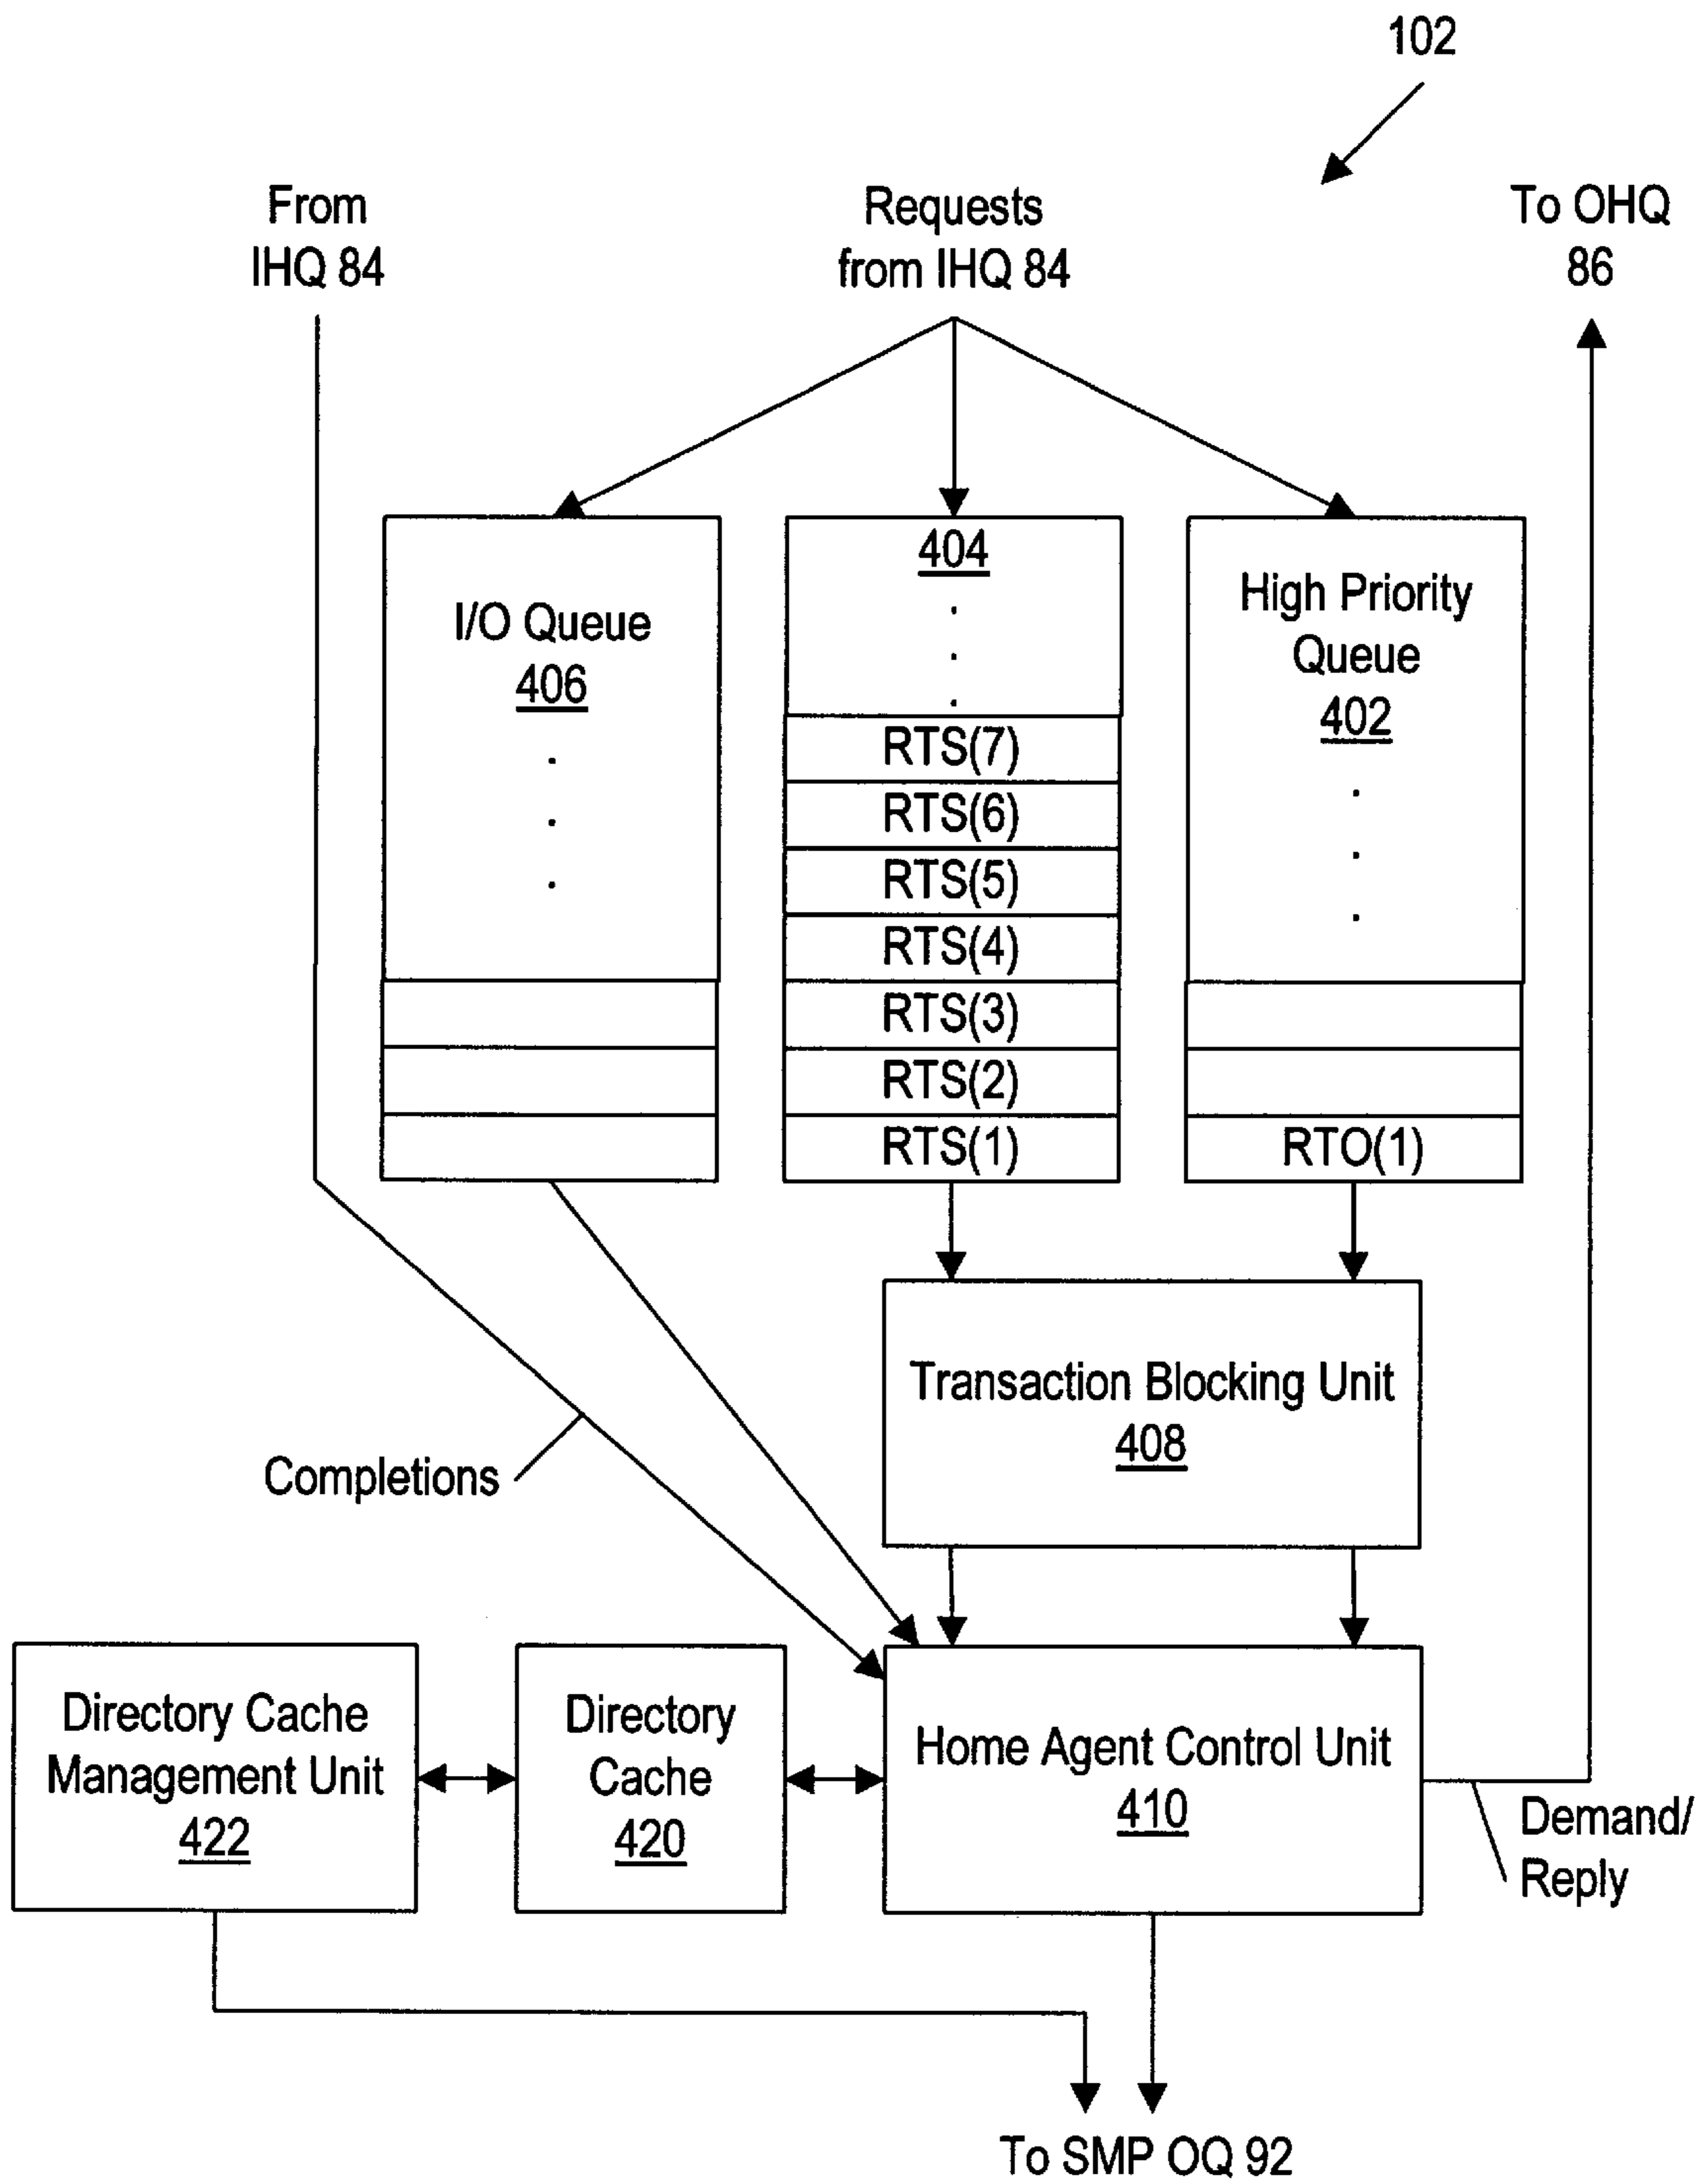 102
From
IHQ 84
Requests
from IHQ 84
To OHQ
86
I/O Queue
406
.
.
.
404
.
.
.
RTS(7)
RTS(6)
RTS(5)
RTS(4)
RTS(3)
RTS(2)
RTS(1)
High Priority
Queue
402
.
.
.
RTO(1)
Transaction Blocking Unit
408
Completions
Directory Cache
Management Unit
422
Directory
Cache
420
Home Agent Control Unit
410
Demand/
Reply
To SMP OQ 92